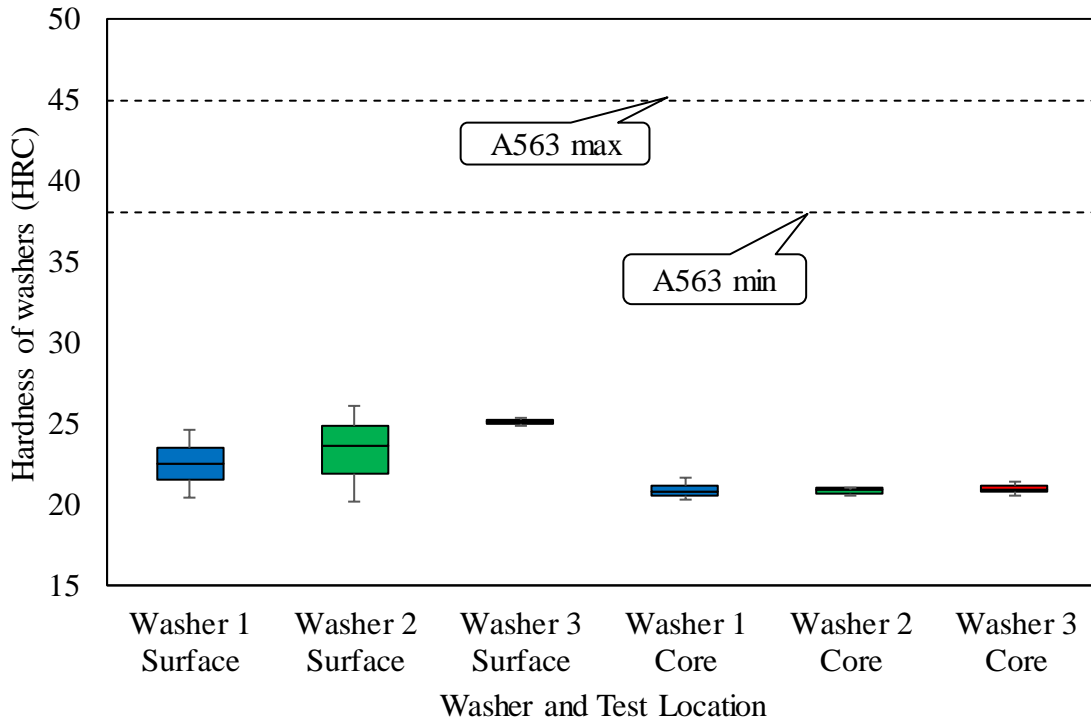 Hardness of washers (HRC)
50
45
40
35
30
25
20
15
A563 max
A563 min
Washer 1
Surface
Washer 2
Surface
Washer 3
Surface
Washer 1
Core
Washer 2
Core
Washer 3
Core
Washer and Test Location